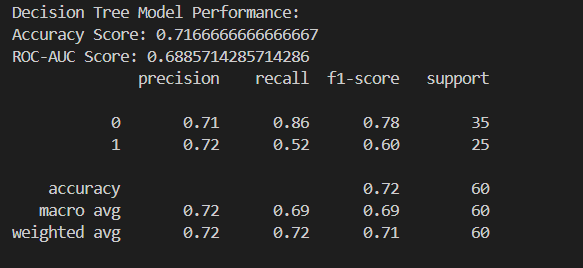 Decision Tree Model Performance:
Accuracy Score: 0.7166666666666667
ROC-AUC Score: 0.6885714285714286
precision recall f1-score support
0 0.71 0.86 0.78 35
1 0.72 0.52 0.60 25
accuracy 0.72 60
macro avg 0.72 0.69 0.69 60
weighted avg 0.72 0.72 0.71 60